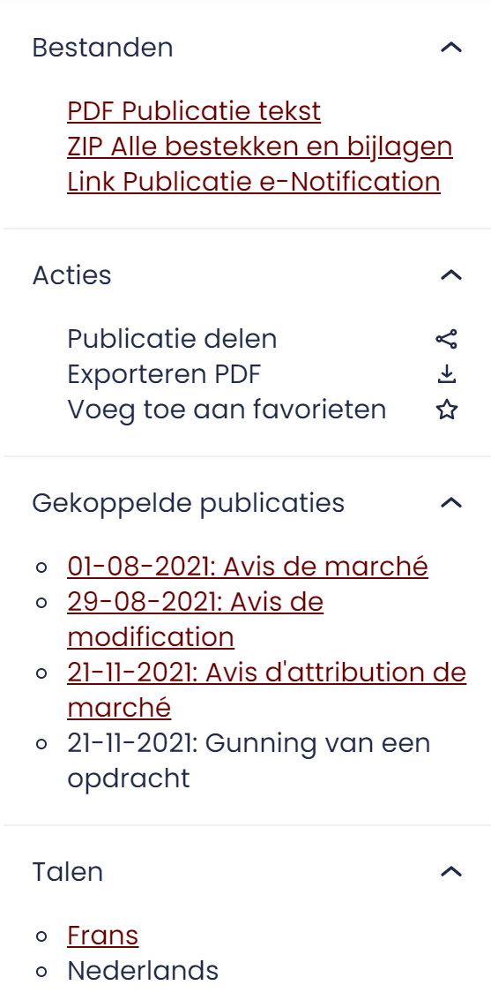 Bestanden
PDF Publicatie tekst
ZIP Alle bestekken en bijlagen
Link Publicatie e-Notification
Acties
Publicatie delen
Exporteren PDF
Voeg toe aan favorieten
Gekoppelde publicaties
01-08-2021: Avis de marché
29-08-2021: Avis de
modification
21-11-2021: Avis d'attribution de
marché
21-11-2021: Gunning van een
opdracht
Talen
Frans
Nederlands